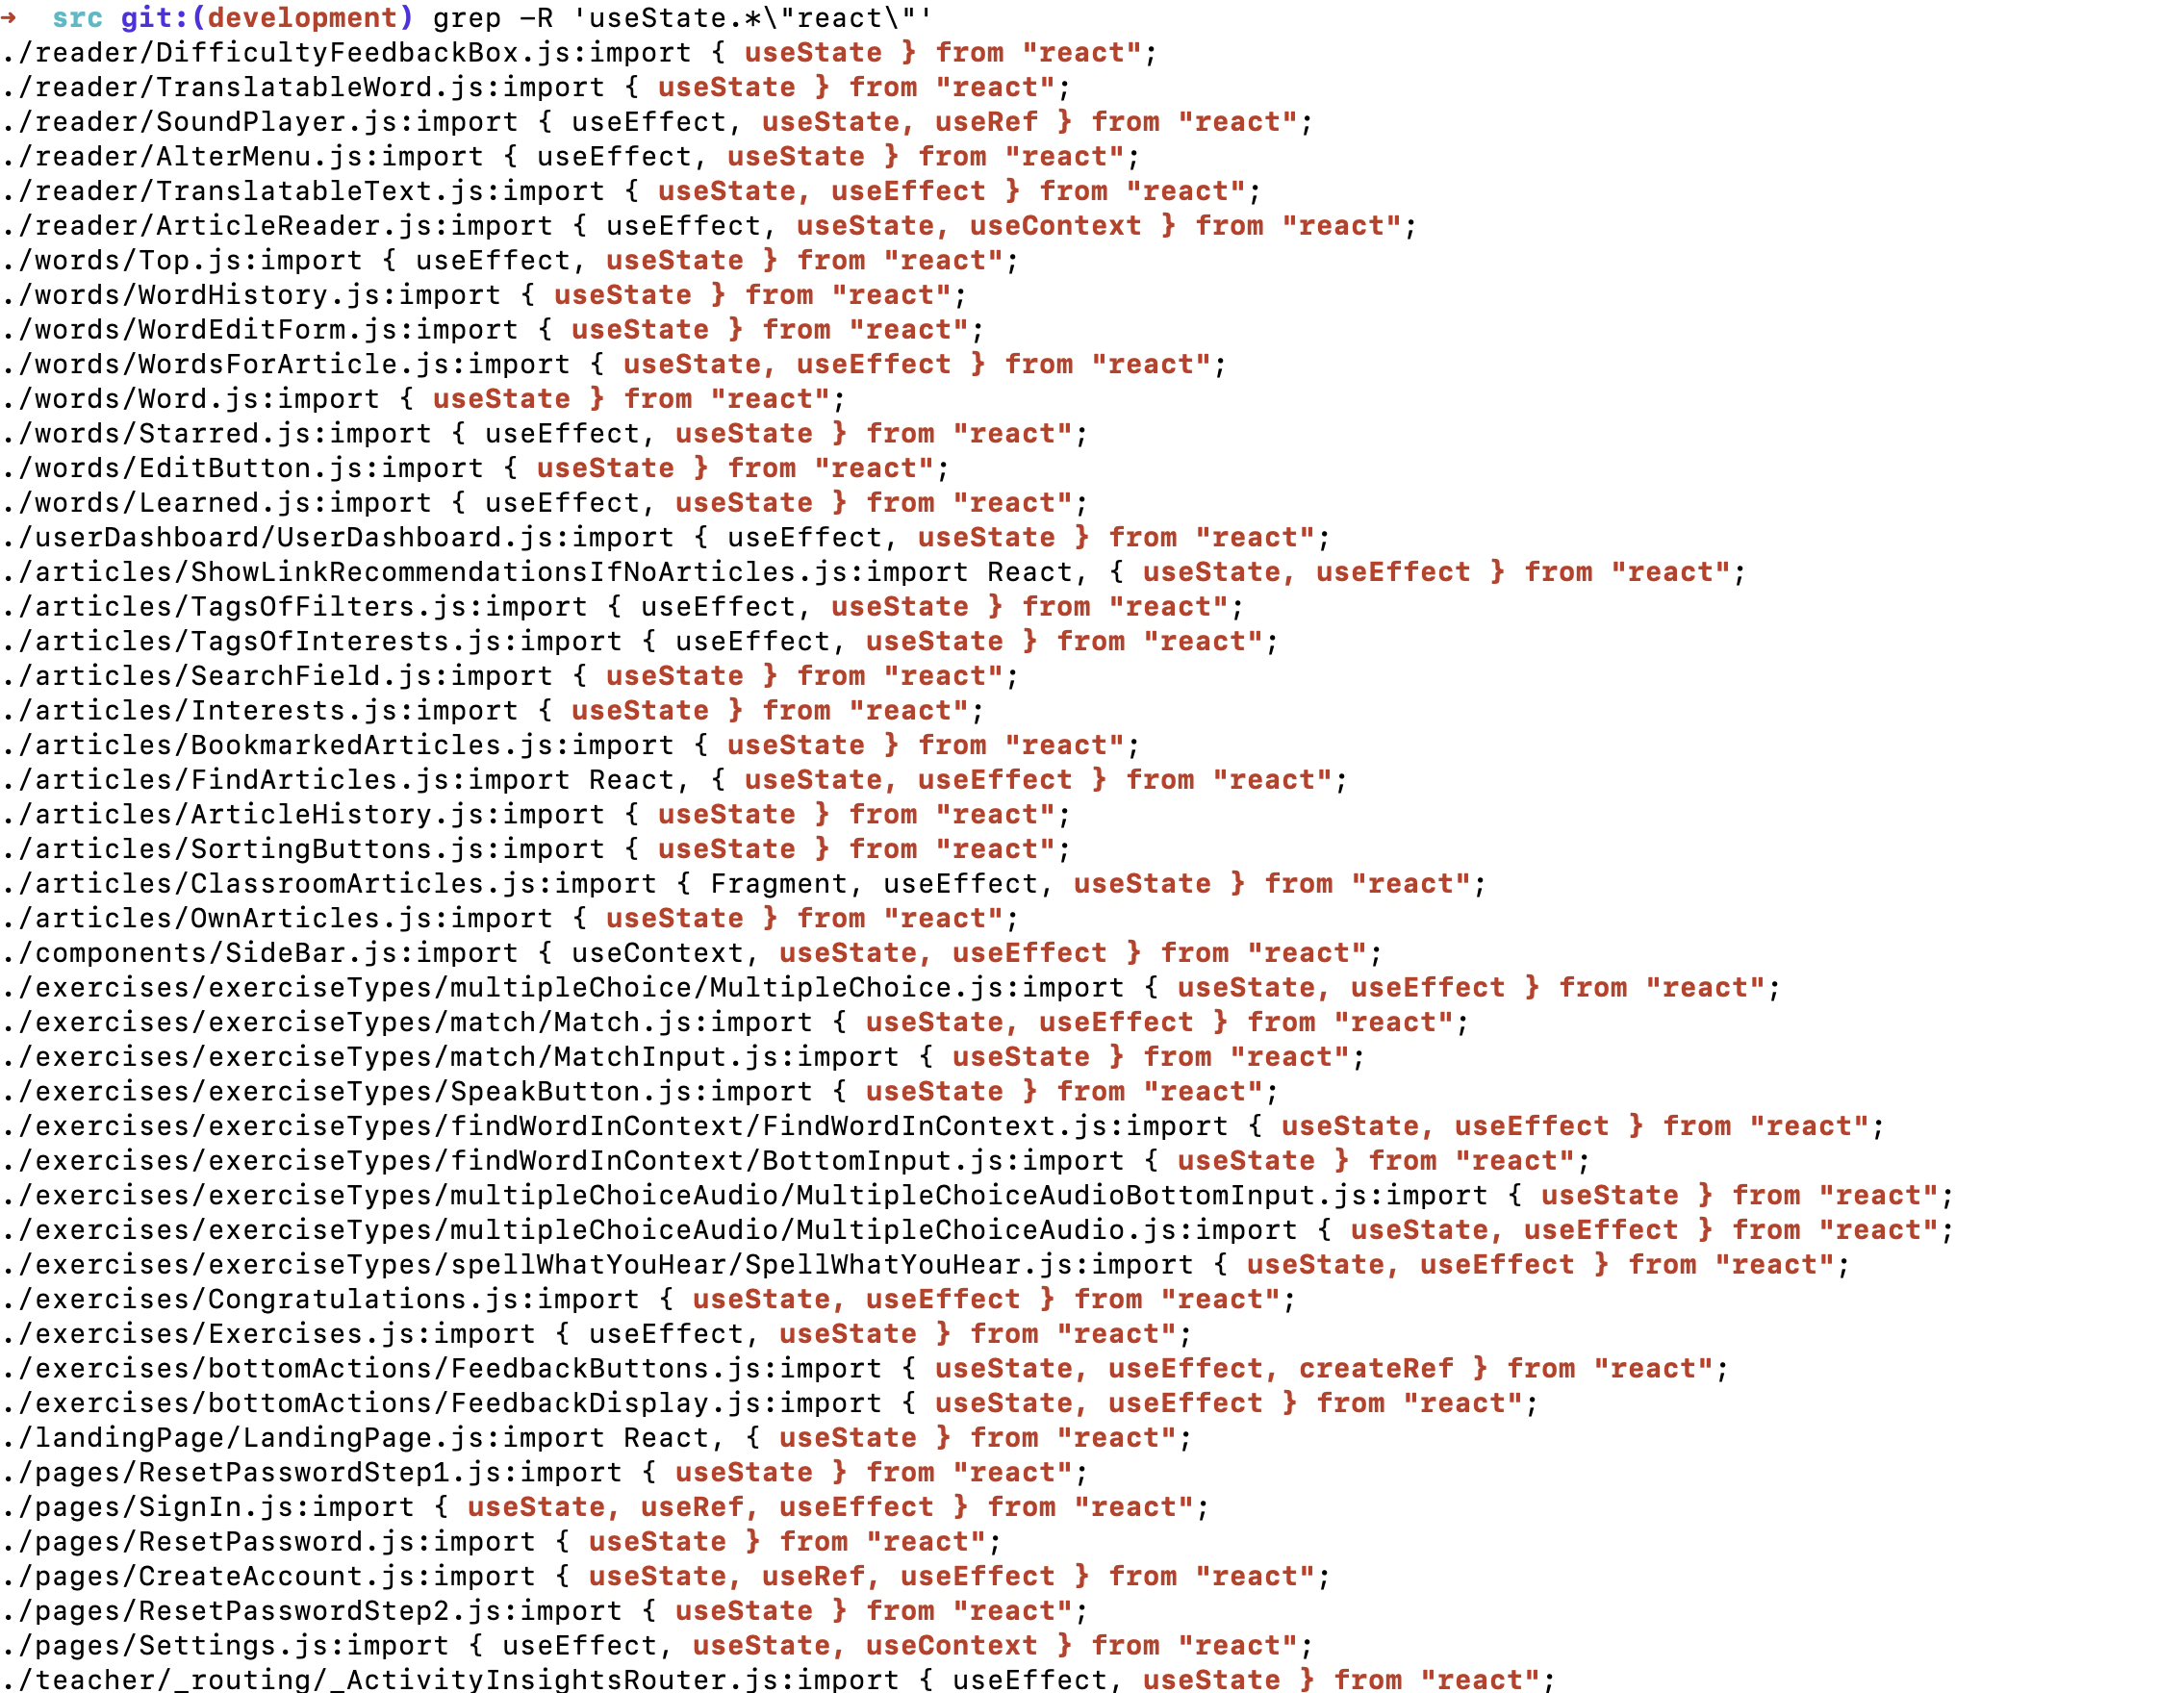 ➜  src git:(development) grep -R 'useState.*\"react\"'
./reader/DifficultyFeedbackBox.js:import { useState } from "react";
./reader/TranslatableWord.js:import { useState } from "react";
./reader/SoundPlayer.js:import { useEffect, useState, useRef } from "react";
./reader/AlterMenu.js:import { useEffect, useState } from "react";
./reader/TranslatableText.js:import { useState, useEffect } from "react";
./reader/ArticleReader.js:import { useEffect, useState, useContext } from "react";
./words/Top.js:import { useEffect, useState } from "react";
./words/WordHistory.js:import { useState } from "react";
./words/WordEditForm.js:import { useState } from "react";
./words/WordsForArticle.js:import { useState, useEffect } from "react";
./words/Word.js:import { useState } from "react";
./words/Starred.js:import { useEffect, useState } from "react";
./words/EditButton.js:import { useState } from "react";
./words/Learned.js:import { useEffect, useState } from "react";
./userDashboard/UserDashboard.js:import { useEffect, useState } from "react";
./articles/ShowLinkRecommendationsIfNoArticles.js:import React, { useState, useEffect } from "react";
./articles/TagsOfFilters.js:import { useEffect, useState } from "react";
./articles/TagsOfInterests.js:import { useEffect, useState } from "react";
./articles/SearchField.js:import { useState } from "react";
./articles/Interests.js:import { useState } from "react";
./articles/BookmarkedArticles.js:import { useState } from "react";
./articles/FindArticles.js:import React, { useState, useEffect } from "react";
./articles/ArticleHistory.js:import { useState } from "react";
./articles/SortingButtons.js:import { useState } from "react";
./articles/ClassroomArticles.js:import { Fragment, useEffect, useState } from "react";
./articles/OwnArticles.js:import { useState } from "react";
./components/SideBar.js:import { useContext, useState, useEffect } from "react";
./exercises/exerciseTypes/multipleChoice/MultipleChoice.js:import { useState, useEffect } from "react";
./exercises/exerciseTypes/match/Match.js:import { useState, useEffect } from "react";
./exercises/exerciseTypes/match/MatchInput.js:import { useState } from "react";
./exercises/exerciseTypes/SpeakButton.js:import { useState } from "react";
./exercises/exerciseTypes/findWordInContext/FindWordInContext.js:import { useState, useEffect } from "react";
./exercises/exerciseTypes/findWordInContext/BottomInput.js:import { useState } from "react";
./exercises/exerciseTypes/multipleChoiceAudio/MultipleChoiceAudioBottomInput.js:import { useState } from "react";
./exercises/exerciseTypes/multipleChoiceAudio/MultipleChoiceAudio.js:import { useState, useEffect } from "react";
./exercises/exerciseTypes/spellWhatYouHear/SpellWhatYouHear.js:import { useState, useEffect } from "react";
./exercises/Congratulations.js:import { useState, useEffect } from "react";
./exercises/Exercises.js:import { useEffect, useState } from "react";
./exercises/bottomActions/FeedbackButtons.js:import { useState, useEffect, createRef } from "react";
./exercises/bottomActions/FeedbackDisplay.js:import { useState, useEffect } from "react";
./landingPage/LandingPage.js:import React, { useState } from "react";
./pages/ResetPasswordStep1.js:import { useState } from "react";
./pages/SignIn.js:import { useState, useRef, useEffect } from "react";
./pages/ResetPassword.js:import { useState } from "react";
./pages/CreateAccount.js:import { useState, useRef, useEffect } from "react";
./pages/ResetPasswordStep2.js:import { useState } from "react";
./pages/Settings.js:import { useEffect, useState, useContext } from "react";
./teacher/_routing/_ActivityInsightsRouter.js:import { useEffect, useState } from "react";